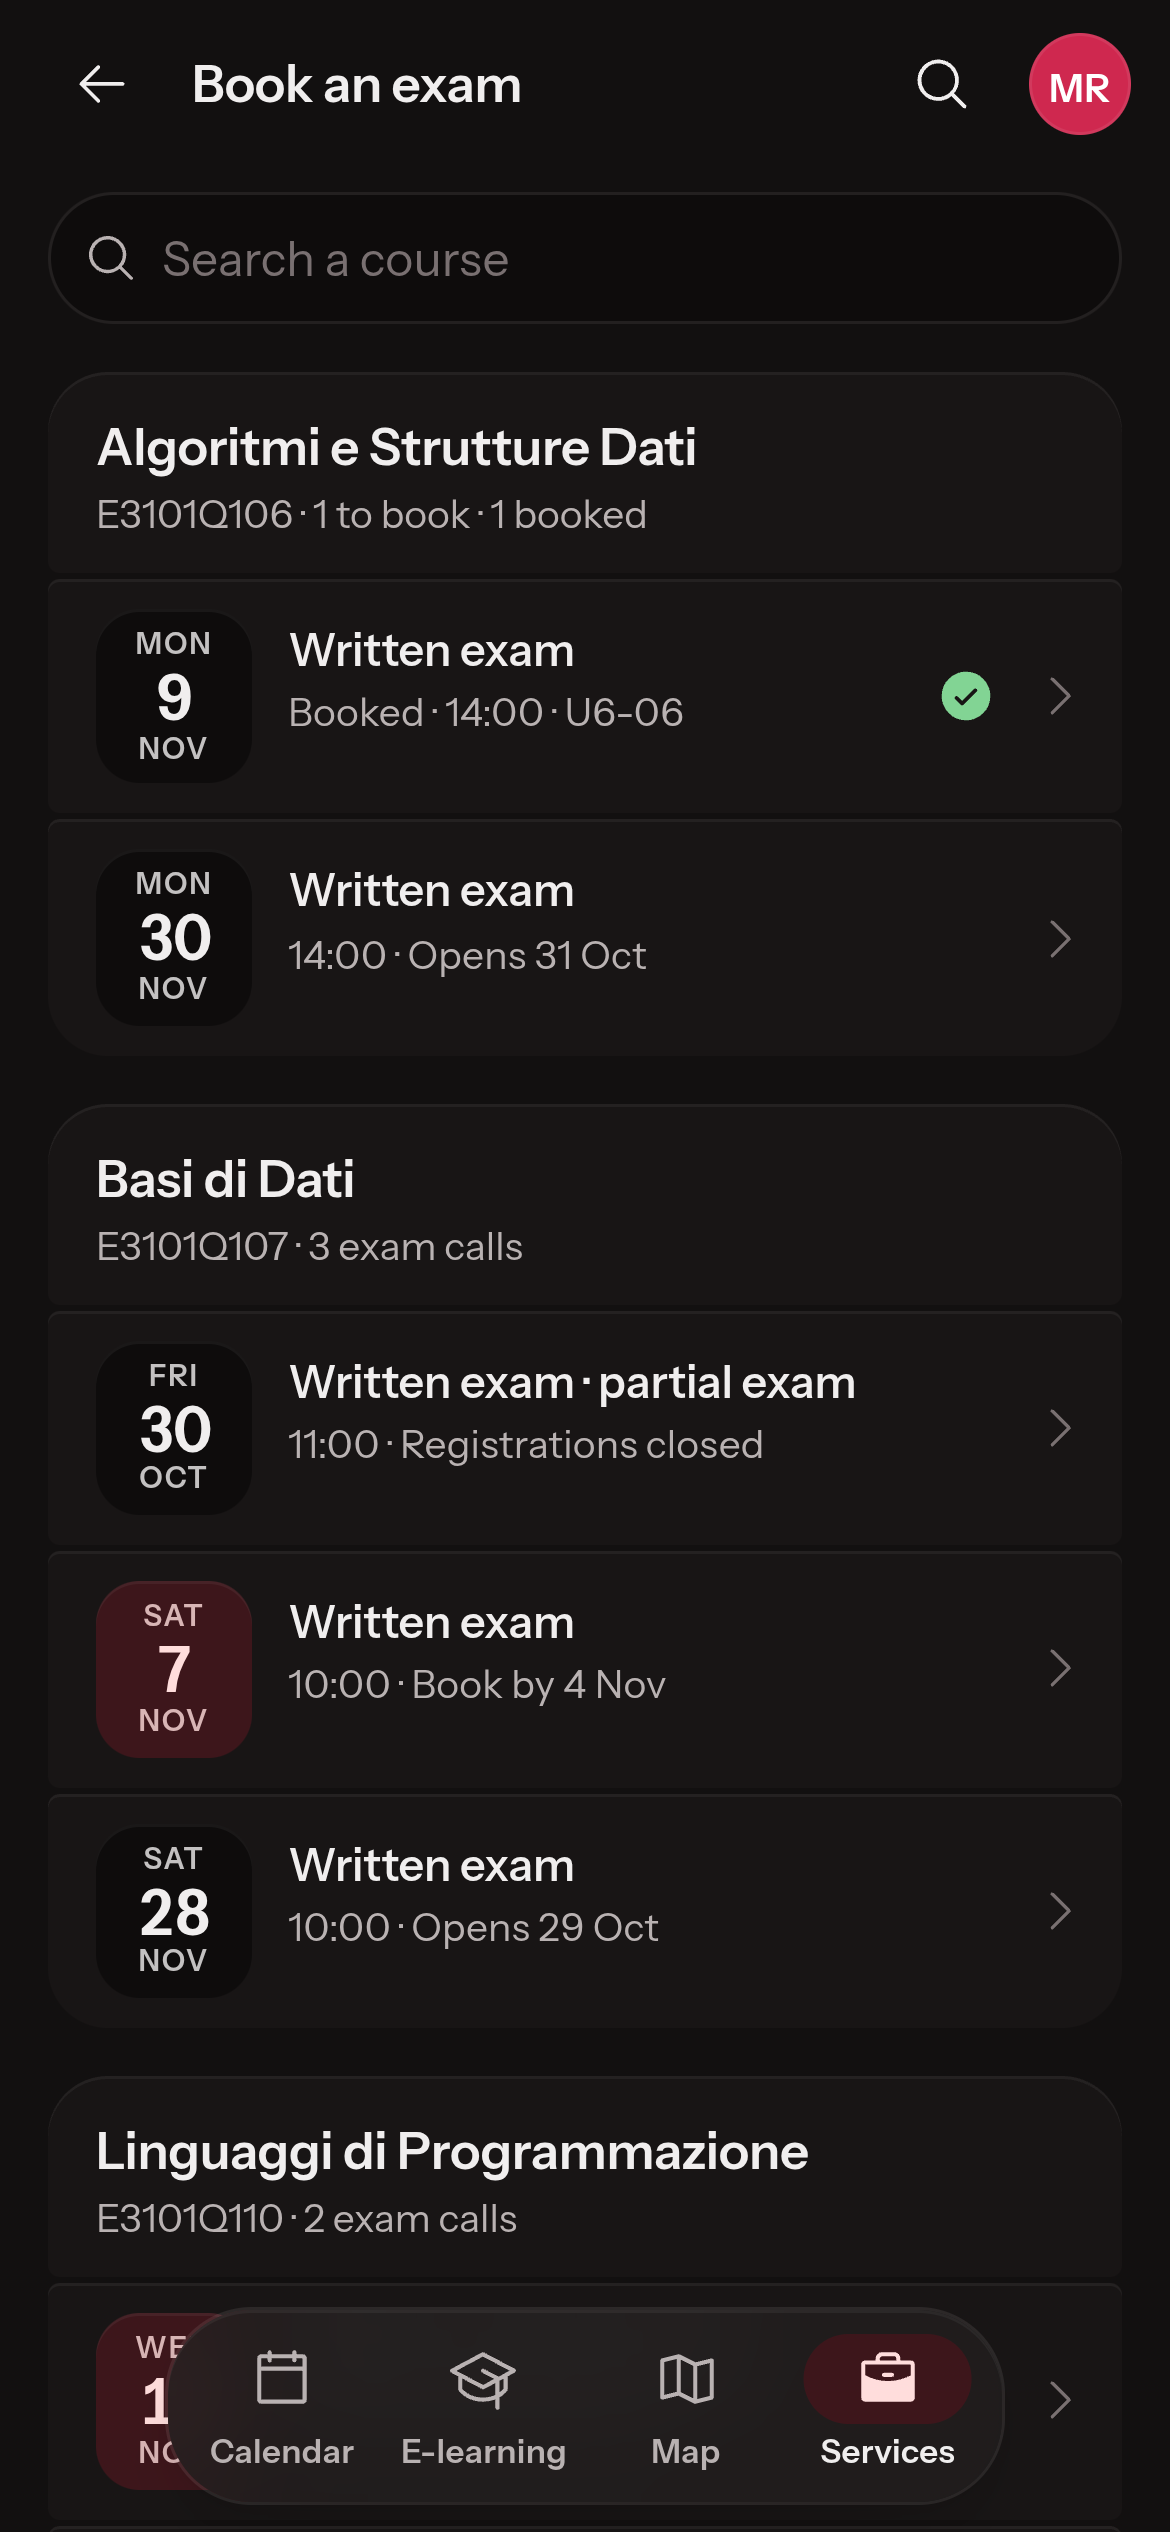 Book an exam
MR
Search a course
Algoritmi e Strutture Dati
E3101Q106 · 1 to book · 1 booked
MON
9
NOV
Written exam
Booked · 14:00 · U6-06
MON
30
NOV
Written exam
14:00 · Opens 31 Oct
Basi di Dati
E3101Q107 · 3 exam calls
FRI
30
OCT
Written exam · partial exam
11:00 · Registrations closed
SAT
7
NOV
Written exam
10:00 · Book by 4 Nov
SAT
28
NOV
Written exam
10:00 · Opens 29 Oct
Linguaggi di Programmazione
E3101Q110 · 2 exam calls
Calendar
E-learning
Map
Services